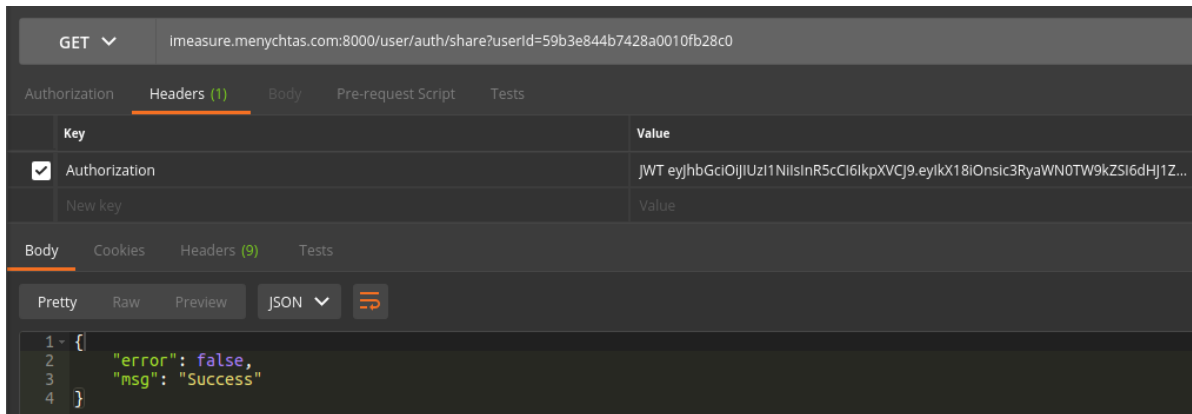 GET imeasure.menychtas.com:8000/user/auth/share?userId=59b3e844b7428a0010fb28c0
Authorization Headers (1) Body Pre-request Script Tests
Key Value
Authorization JWT eyJhbGciOiJIUzI1NiIsInR5cCI6IkpXVCJ9.eyIkX18iOnsic3RyaWN0TW9kZSI6dHJ1Z...
New key Value
Body Cookies Headers (9) Tests
Pretty Raw Preview JSON
1 {
2 "error": false,
3 "msg": "Success"
4 }